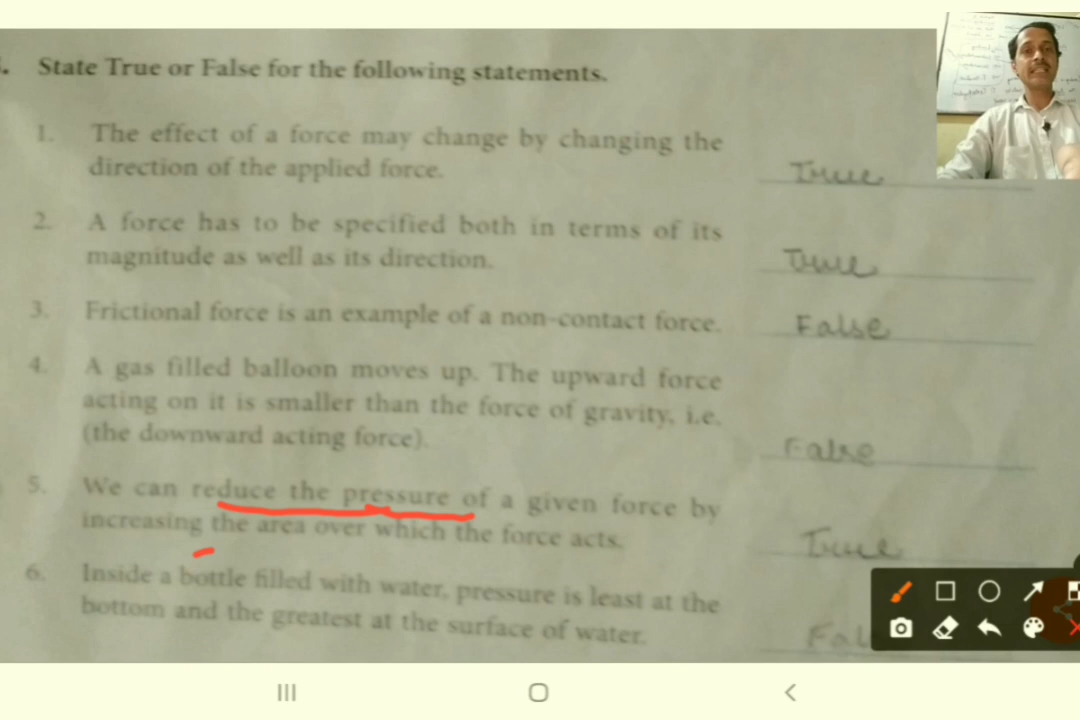 State True or False for the following statements.
1. The effect of a force may change by changing the
direction of the applied force. True
2. A force has to be specified both in terms of its
magnitude as well as its direction. True
3. Frictional force is an example of a non-contact force. False
4. A gas filled balloon moves up. The upward force
acting on it is smaller than the force of gravity, i.e.
(the downward acting force). False
5. We can reduce the pressure of a given force by
increasing the area over which the force acts. True
6. Inside a bottle filled with water, pressure is least at the
bottom and the greatest at the surface of water.